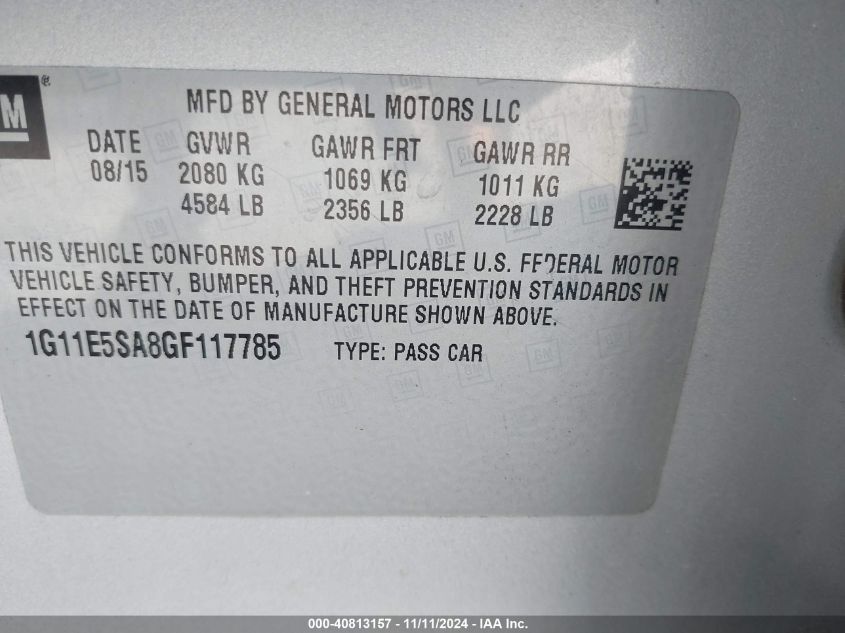 GM ®
MFD BY GENERAL MOTORS LLC
DATE GVWR GAWR FRT GAWR RR
08/15 2080 KG 1069 KG 1011 KG
4584 LB 2356 LB 2228 LB
THIS VEHICLE CONFORMS TO ALL APPLICABLE U.S. FEDERAL MOTOR
VEHICLE SAFETY, BUMPER, AND THEFT PREVENTION STANDARDS IN
EFFECT ON THE DATE OF MANUFACTURE SHOWN ABOVE.
1G11E5SA8GF117785 TYPE: PASS CAR
000-40813157 - 11/11/2024 - IAA Inc.